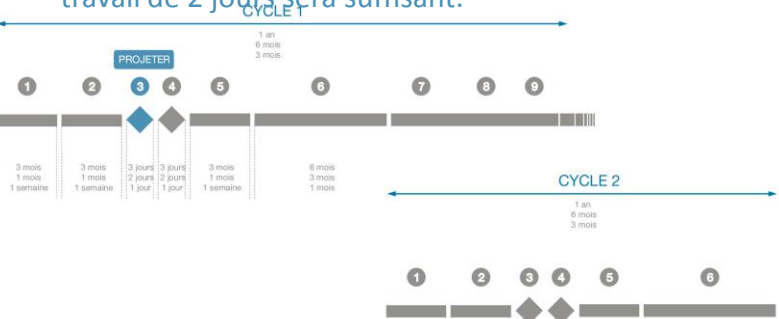 travail de 2 jours sera suffisant.
CYCLE 1
1 an
6 mois
3 mois
PROJETER
1 2 3 4 5 6 7 8 9
3 mois 3 mois 3 jours 3 jours 3 mois 6 mois
1 mois 1 mois 2 jours 2 jours 1 mois 3 mois
1 semaine 1 semaine 1 jour 1 jour 1 semaine 1 mois
CYCLE 2
1 an
6 mois
3 mois
1 2 3 4 5 6